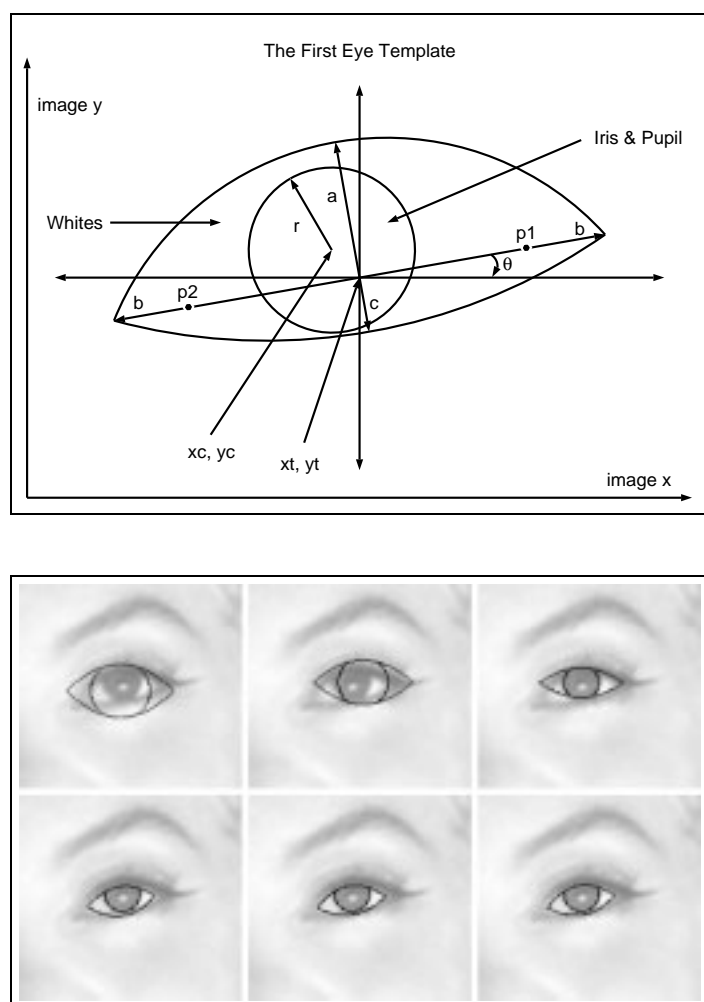 The First Eye Template
image y
Iris & Pupil
a
Whites
r
p1
b
θ
b
p2
c
xc, yc
xt, yt
image x